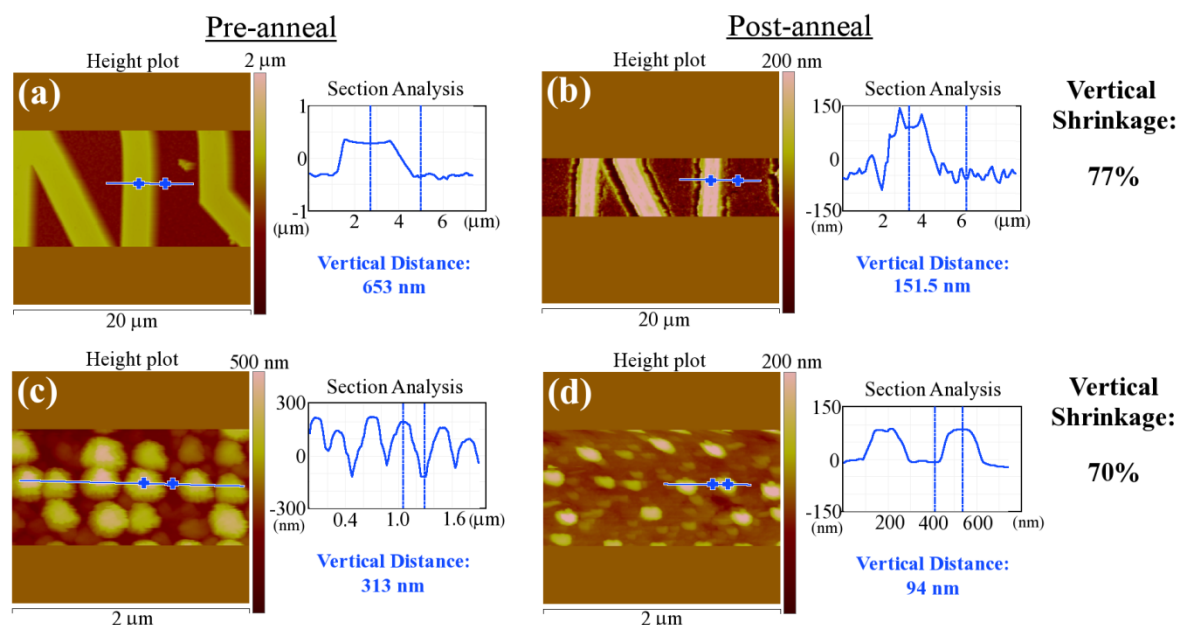 Pre-anneal
Post-anneal
Height plot
2 μm
(a)
Section Analysis
1
0
-1
(μm)
2
4
6
(μm)
Vertical Distance:
653 nm
20 μm
Height plot
200 nm
(b)
Section Analysis
150
0
-150
(nm)
2
4
6
(μm)
Vertical Distance:
151.5 nm
20 μm
Vertical
Shrinkage:
77%
Height plot
500 nm
(c)
Section Analysis
300
0
-300
(nm)
0.4
1.0
1.6
(μm)
Vertical Distance:
313 nm
2 μm
Height plot
200 nm
(d)
Section Analysis
150
0
-150
(nm)
200
400
600
(nm)
Vertical Distance:
94 nm
2 μm
Vertical
Shrinkage:
70%